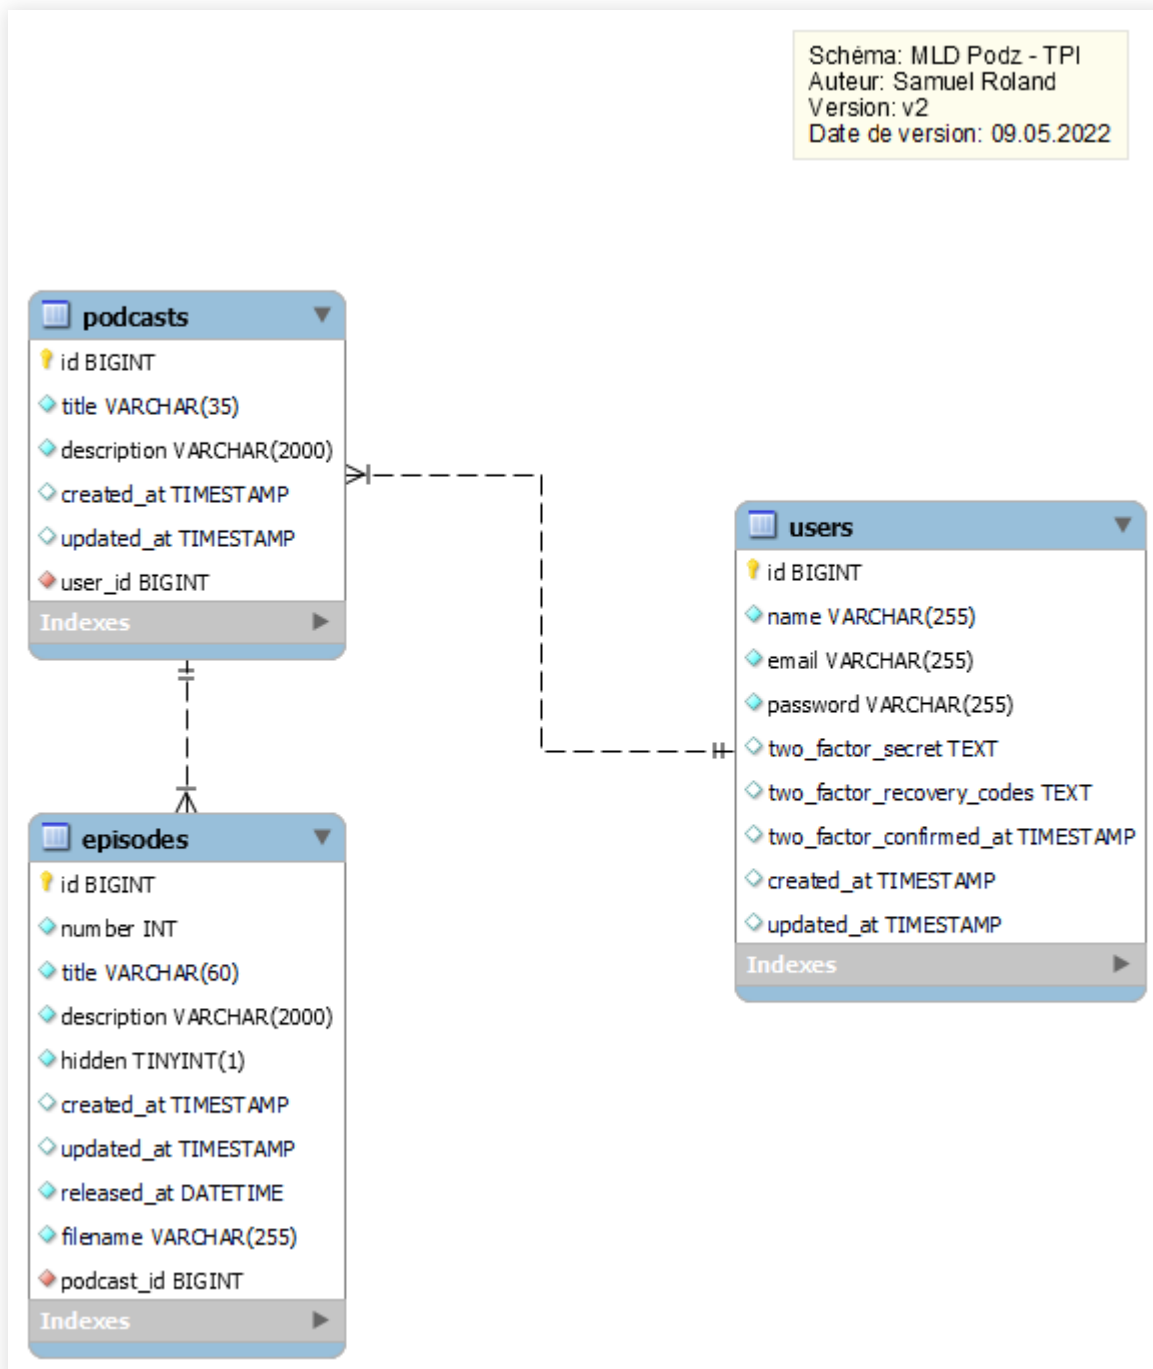 Schéma: MLD Podz - TPI
Auteur: Samuel Roland
Version: v2
Date de version: 09.05.2022
podcasts
id BIGINT
title VARCHAR(35)
description VARCHAR(2000)
created_at TIMESTAMP
updated_at TIMESTAMP
user_id BIGINT
Indexes
users
id BIGINT
name VARCHAR(255)
email VARCHAR(255)
password VARCHAR(255)
two_factor_secret TEXT
two_factor_recovery_codes TEXT
two_factor_confirmed_at TIMESTAMP
created_at TIMESTAMP
updated_at TIMESTAMP
Indexes
episodes
id BIGINT
number INT
title VARCHAR(60)
description VARCHAR(2000)
hidden TINYINT(1)
created_at TIMESTAMP
updated_at TIMESTAMP
released_at DATETIME
filename VARCHAR(255)
podcast_id BIGINT
Indexes